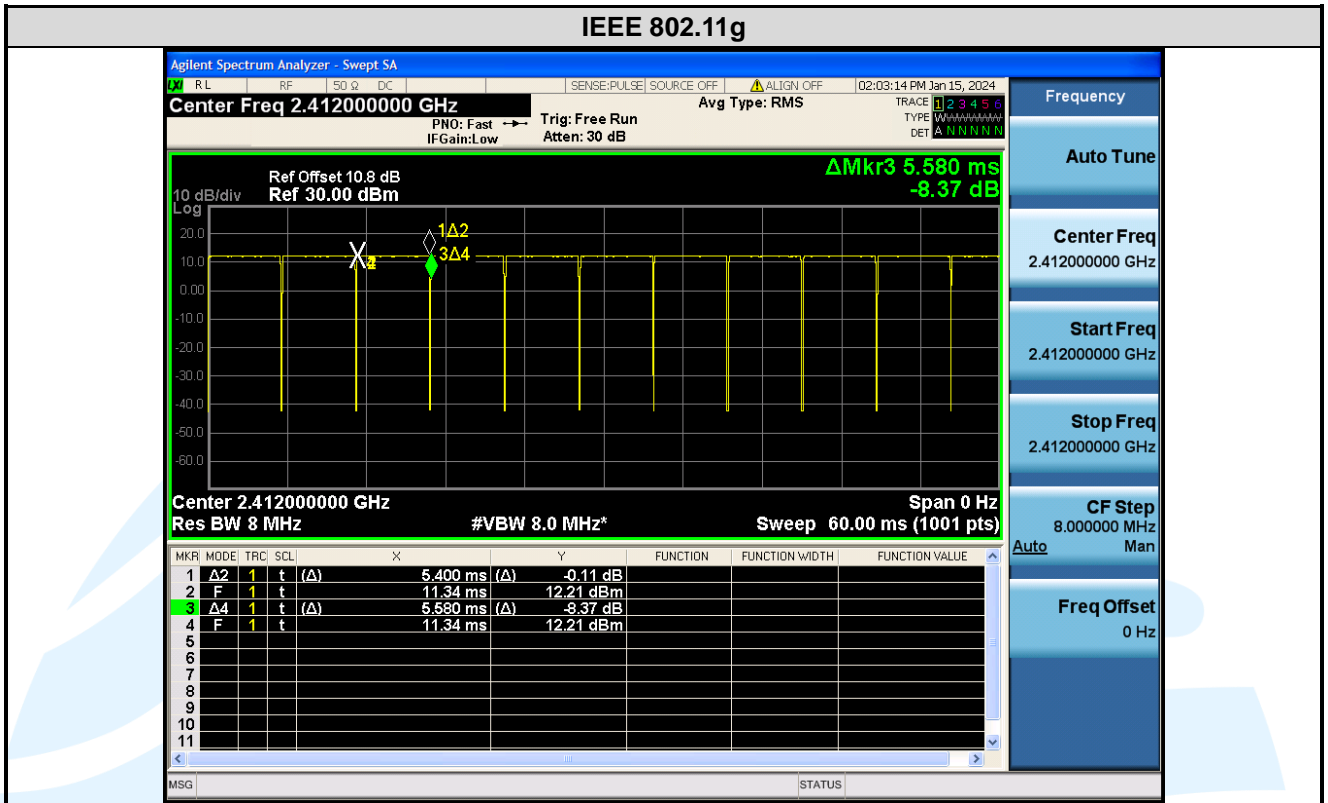 IEEE 802.11g
Agilent Spectrum Analyzer - Swept SA
LXI RL RF 50 Ω DC SENSE:PULSE SOURCE OFF ALIGN OFF 02:03:14 PM Jan 15, 2024
Center Freq 2.412000000 GHz
PNO: Fast
IFGain:Low
Trig: Free Run
Atten: 30 dB
Avg Type: RMS
TRACE 1 2 3 4 5 6
TYPE
DET A N N N N N
ΔMkr3 5.580 ms
-8.37 dB
Ref Offset 10.8 dB
10 dB/div Ref 30.00 dBm
Log
20.0
10.0
0.00
-10.0
-20.0
-30.0
-40.0
-50.0
-60.0
1Δ2
3Δ4
Center 2.412000000 GHz Span 0 Hz
Res BW 8 MHz #VBW 8.0 MHz* Sweep 60.00 ms (1001 pts)
MKR MODE TRC SCL X Y FUNCTION FUNCTION WIDTH FUNCTION VALUE
1 Δ2 1 t (Δ) 5.400 ms (Δ) -0.11 dB
2 F 1 t 11.34 ms 12.21 dBm
3 Δ4 1 t (Δ) 5.580 ms (Δ) -8.37 dB
4 F 1 t 11.34 ms 12.21 dBm
5
6
7
8
9
10
11
MSG STATUS
Frequency
Auto Tune
Center Freq
2.412000000 GHz
Start Freq
2.412000000 GHz
Stop Freq
2.412000000 GHz
CF Step
8.000000 MHz
Auto Man
Freq Offset
0 Hz